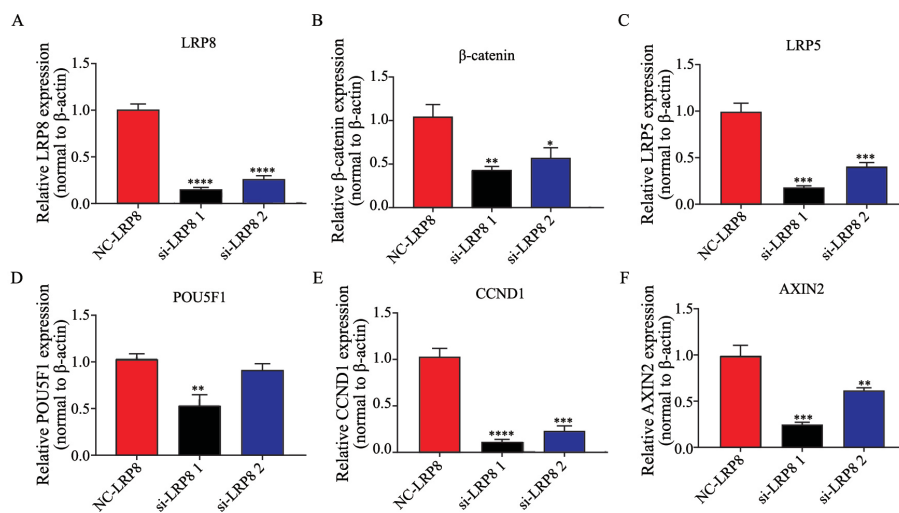 A
LRP8
Relative LRP8 expression
(normal to β-actin)
1.5
1.0
0.5
0.0
****
****
NC-LRP8
si-LRP8 1
si-LRP8 2
B
β-catenin
Relative β-catenin expression
(normal to β-actin)
1.5
1.0
0.5
0.0
**
*
NC-LRP8
si-LRP8 1
si-LRP8 2
C
LRP5
Relative LRP5 expression
(normal to β-actin)
1.5
1.0
0.5
0.0
***
***
NC-LRP8
si-LRP8 1
si-LRP8 2
D
POU5F1
Relative POU5F1 expression
(normal to β-actin)
1.5
1.0
0.5
0.0
**
NC-LRP8
si-LRP8 1
si-LRP8 2
E
CCND1
Relative CCND1 expression
(normal to β-actin)
1.5
1.0
0.5
0.0
****
***
NC-LRP8
si-LRP8 1
si-LRP8 2
F
AXIN2
Relative AXIN2 expression
(normal to β-actin)
1.5
1.0
0.5
0.0
***
**
NC-LRP8
si-LRP8 1
si-LRP8 2